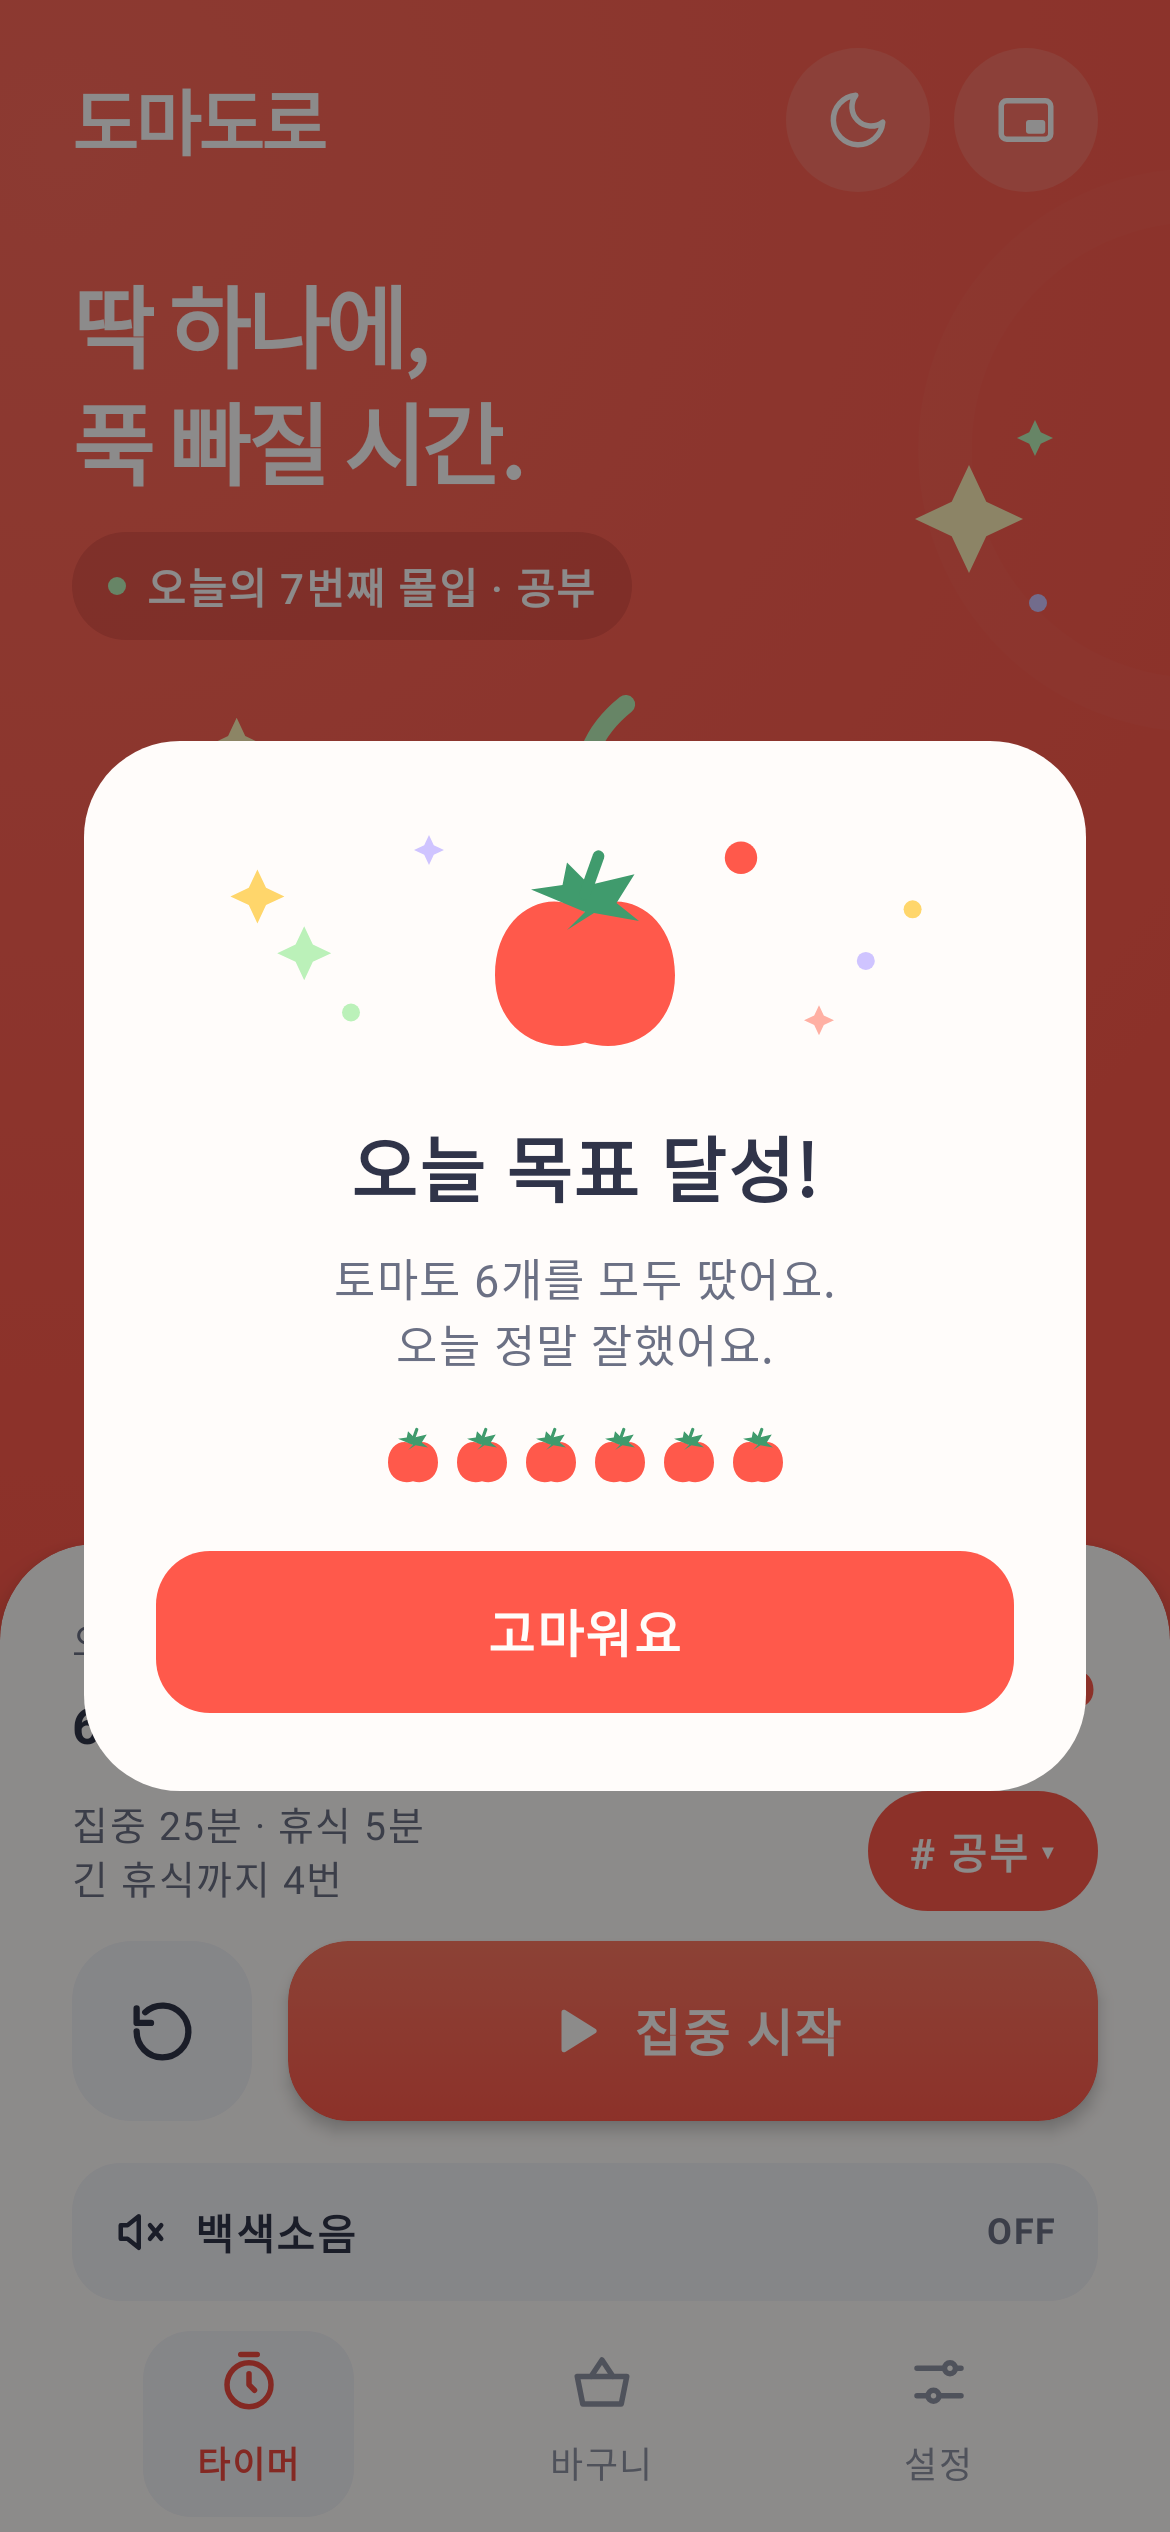 도마도로
딱 하나에,
푹 빠질 시간.
오늘의 7번째 몰입 · 공부
오늘 목표 달성!
토마토 6개를 모두 땄어요.
오늘 정말 잘했어요.
고마워요
6
집중 25분 · 휴식 5분
긴 휴식까지 4번
# 공부 ▾
집중 시작
백색소음
OFF
타이머
바구니
설정